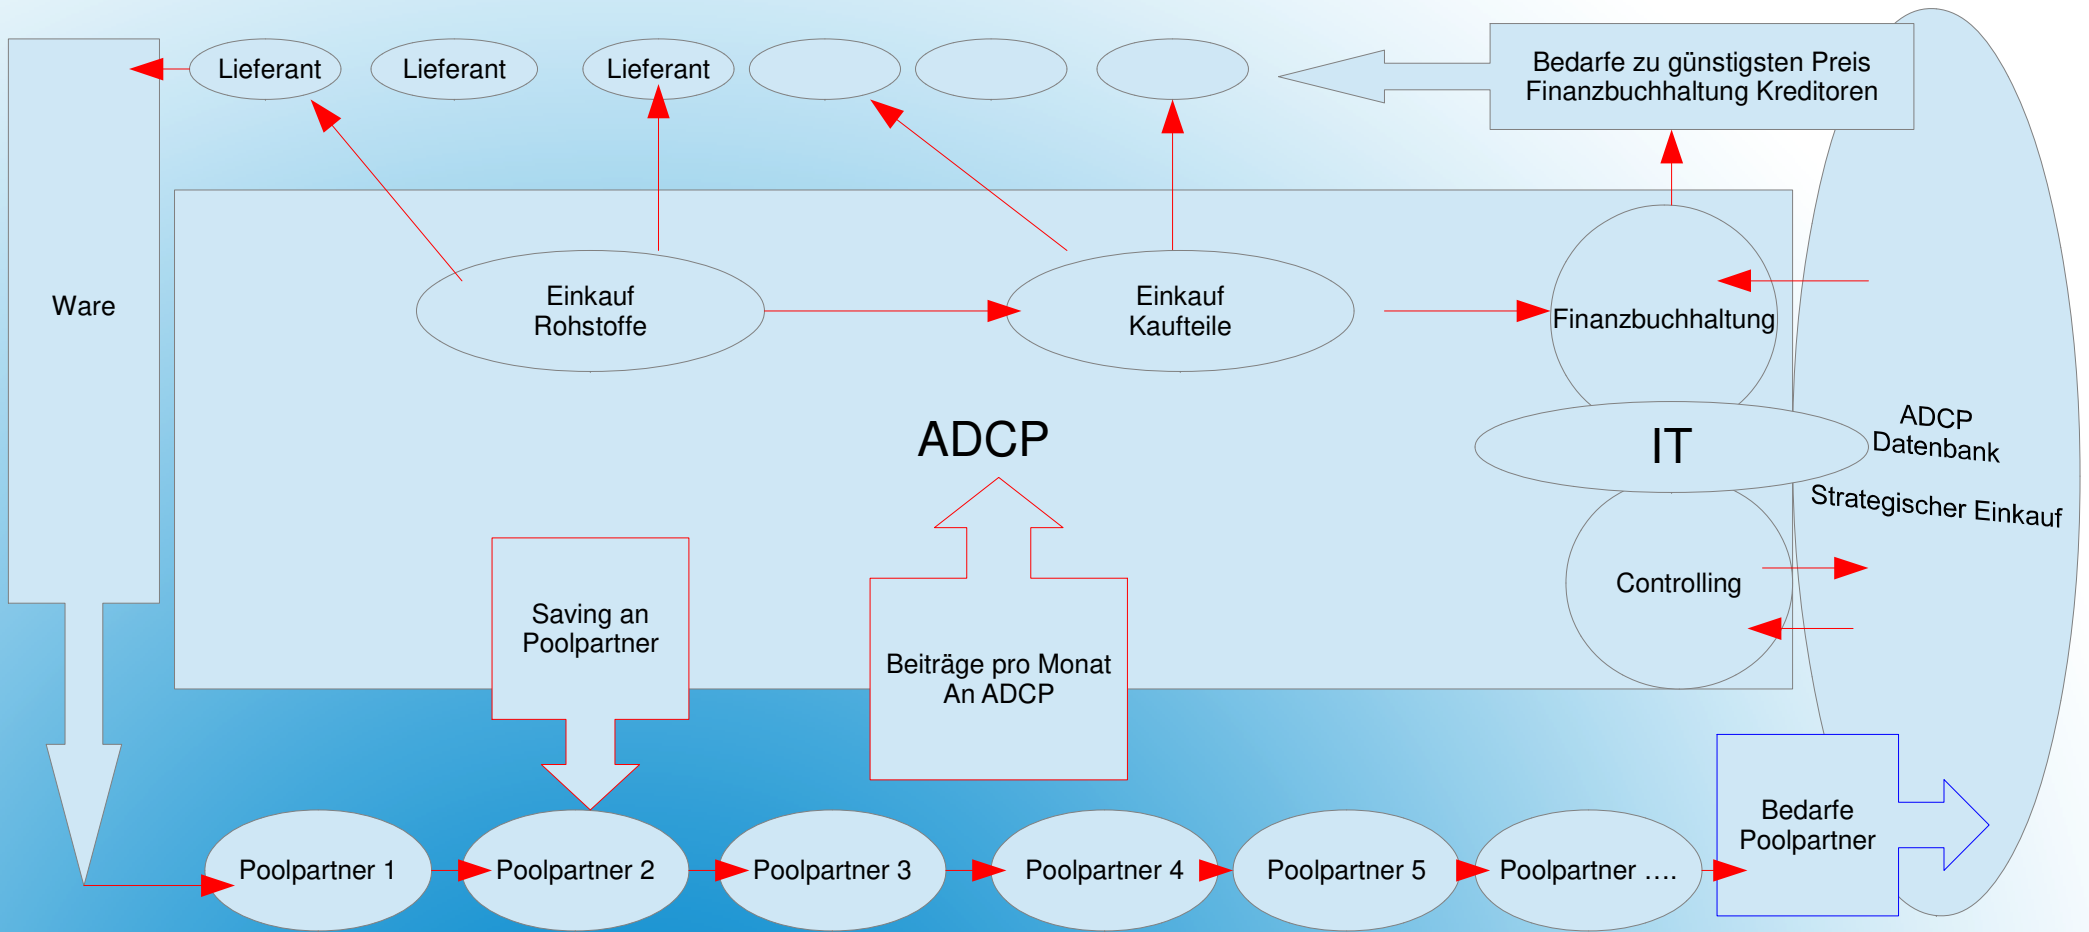 Lieferant
Lieferant
Lieferant
Bedarfe zu günstigsten Preis
Finanzbuchhaltung Kreditoren
Ware
Einkauf
Rohstoffe
Einkauf
Kaufteile
Finanzbuchhaltung
ADCP
IT
ADCP
Datenbank
Strategischer Einkauf
Controlling
Saving an
Poolpartner
Beiträge pro Monat
An ADCP
Bedarfe
Poolpartner
Poolpartner 1
Poolpartner 2
Poolpartner 3
Poolpartner 4
Poolpartner 5
Poolpartner ....